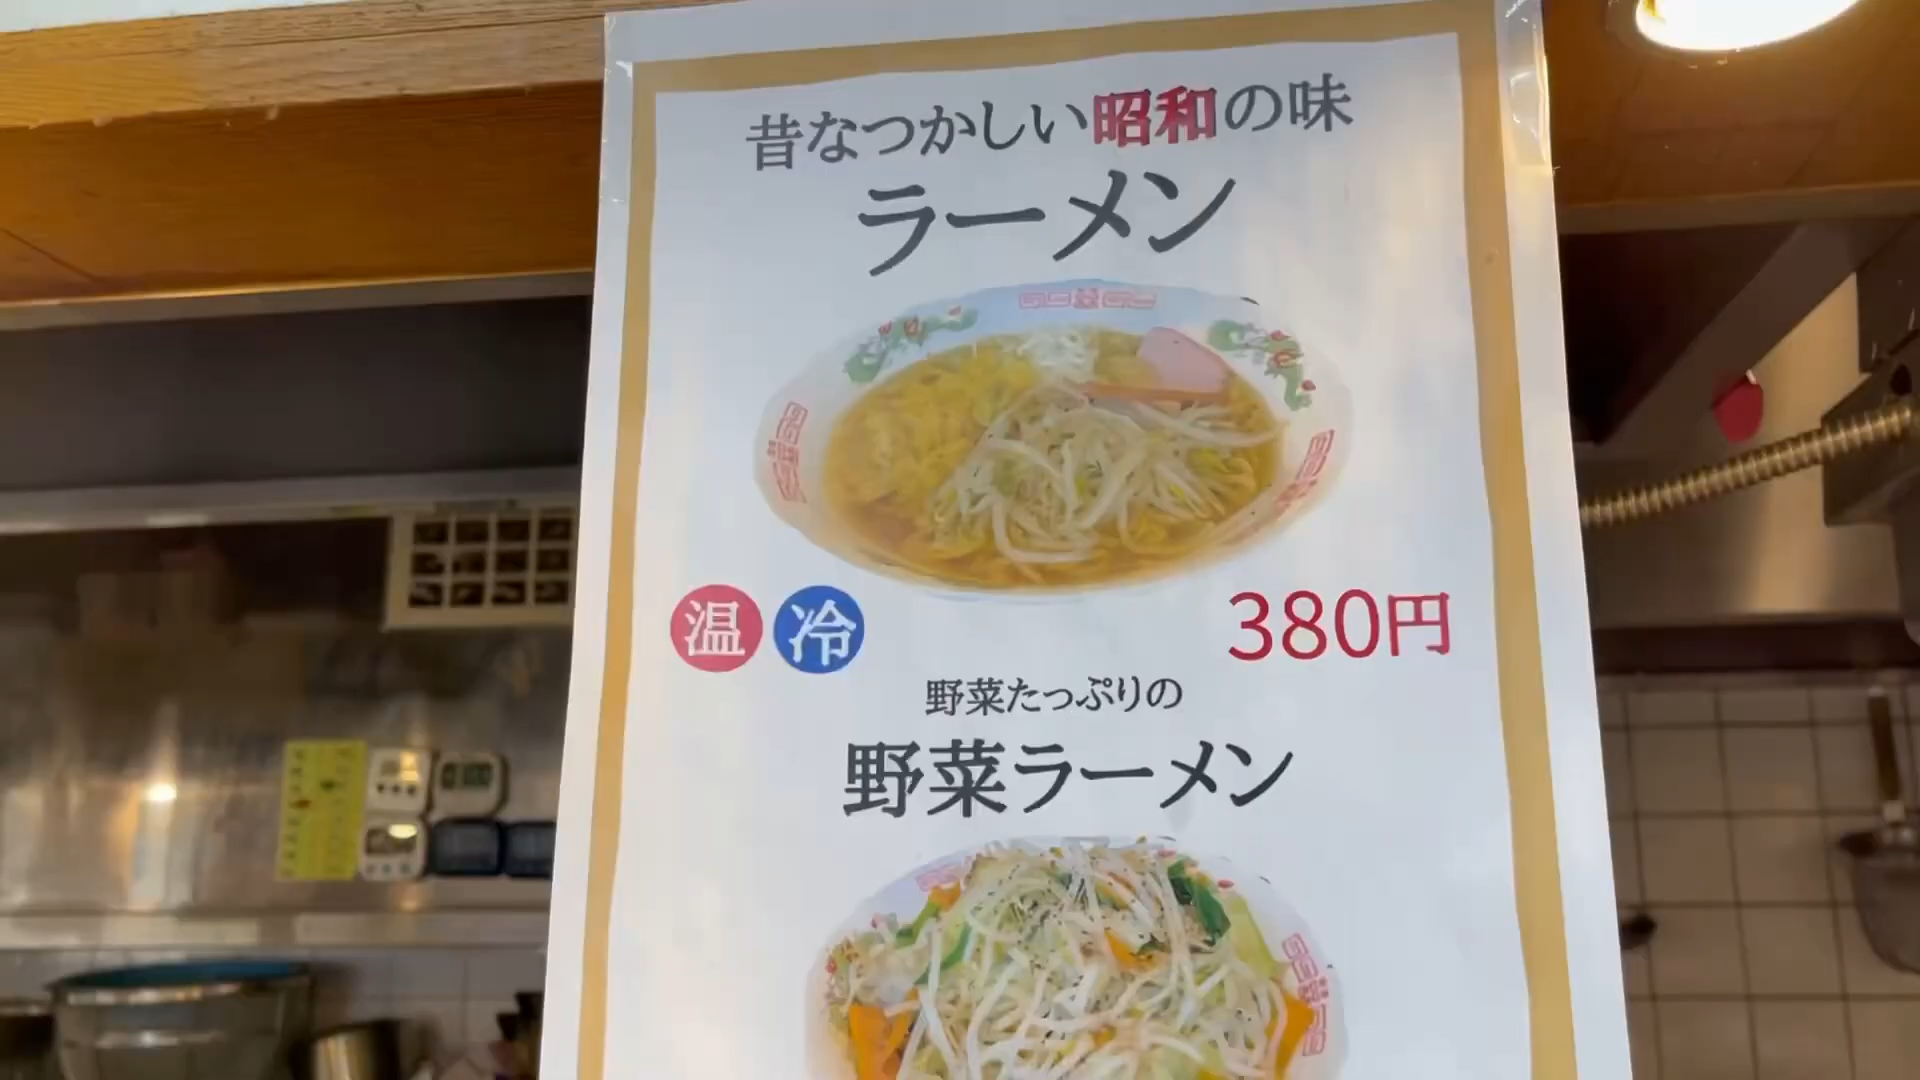 昔なつかしい昭和の味
ラーメン
温 冷 380円
野菜たっぷりの
野菜ラーメン